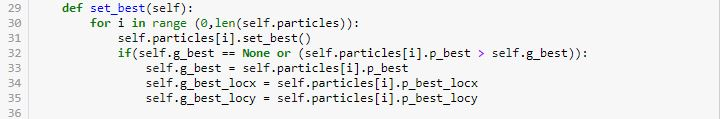 29 def set_best(self):
30 for i in range (0,len(self.particles)):
31 self.particles[i].set_best()
32 if(self.g_best == None or (self.particles[i].p_best > self.g_best)):
33 self.g_best = self.particles[i].p_best
34 self.g_best_locx = self.particles[i].p_best_locx
35 self.g_best_locy = self.particles[i].p_best_locy
36